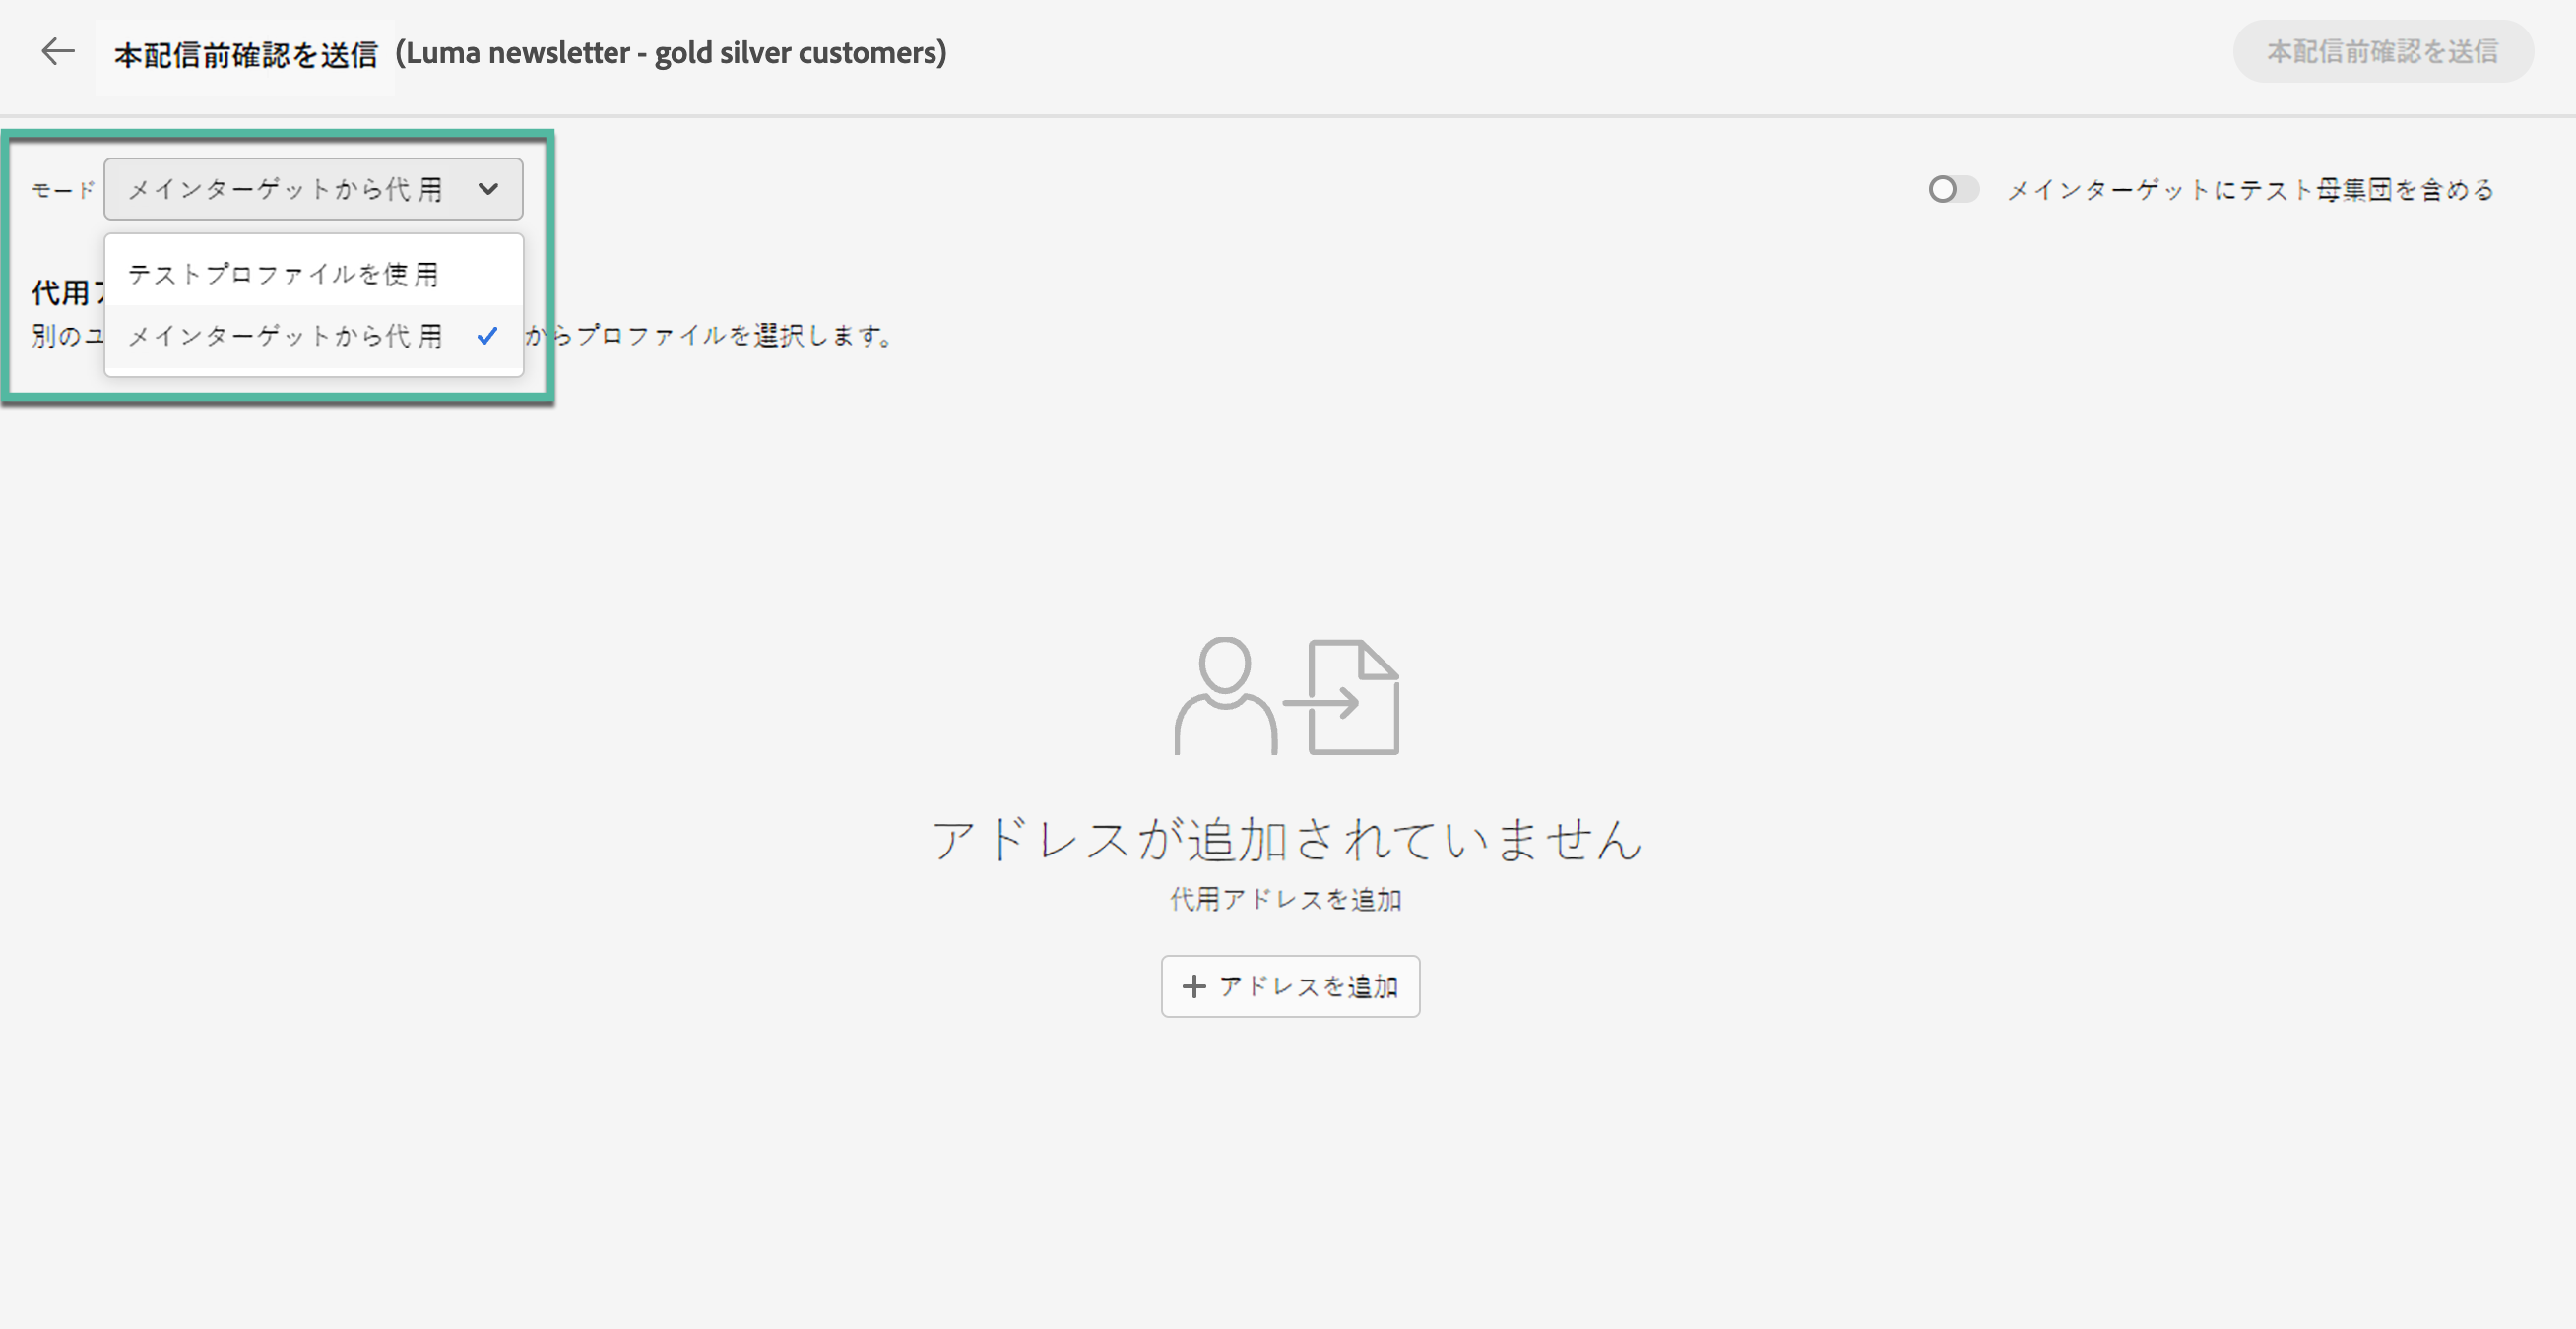 本配信前確認を送信 (Luma newsletter - gold silver customers)
本配信前確認を送信
モード メインターゲットから代用
メインターゲットにテスト母集団を含める
テストプロファイルを使用
代用
メインターゲットから代用
別のユ からプロファイルを選択します。
アドレスが追加されていません
代用アドレスを追加
アドレスを追加